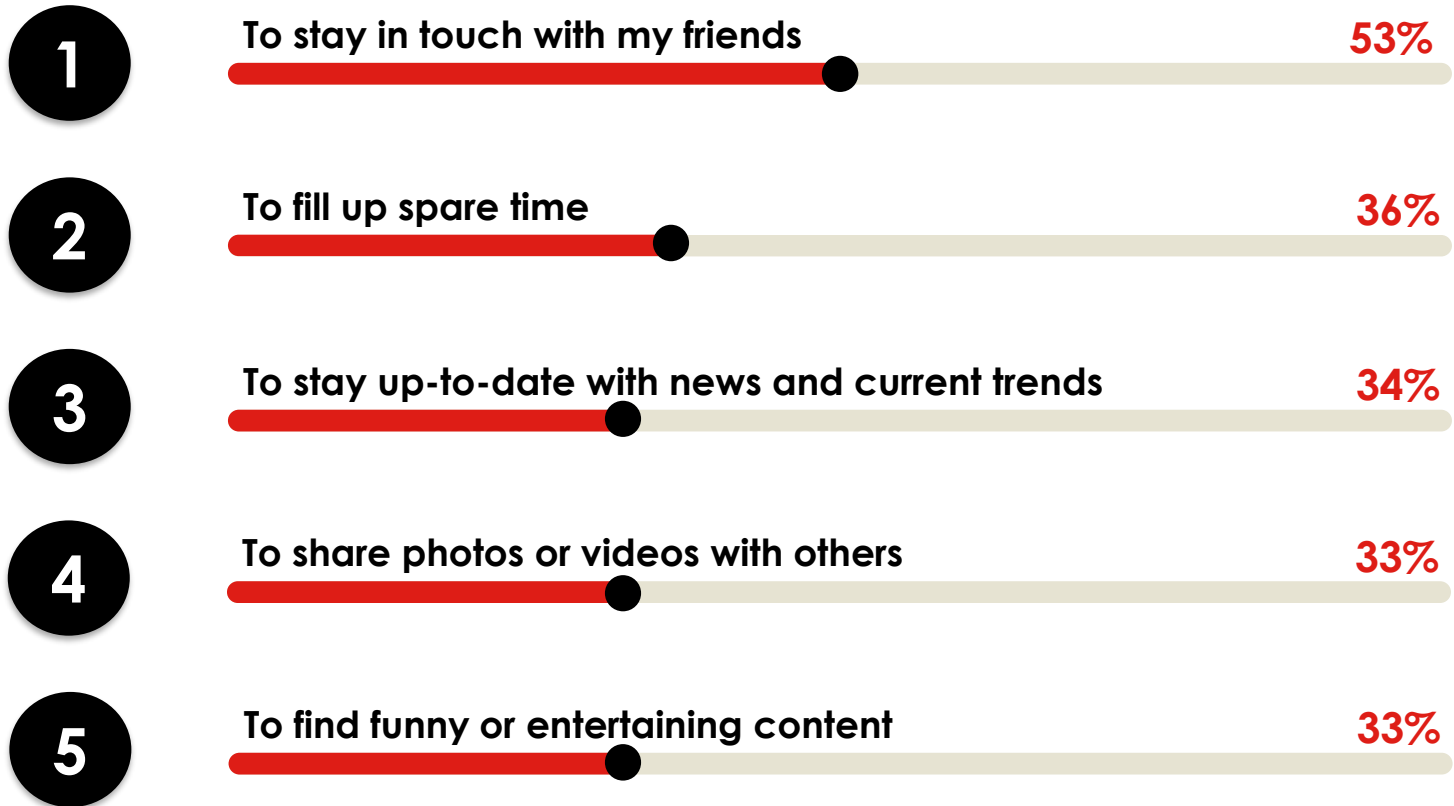 1
To stay in touch with my friends
53%
2
To fill up spare time
36%
3
To stay up-to-date with news and current trends
34%
4
To share photos or videos with others
33%
5
To find funny or entertaining content
33%